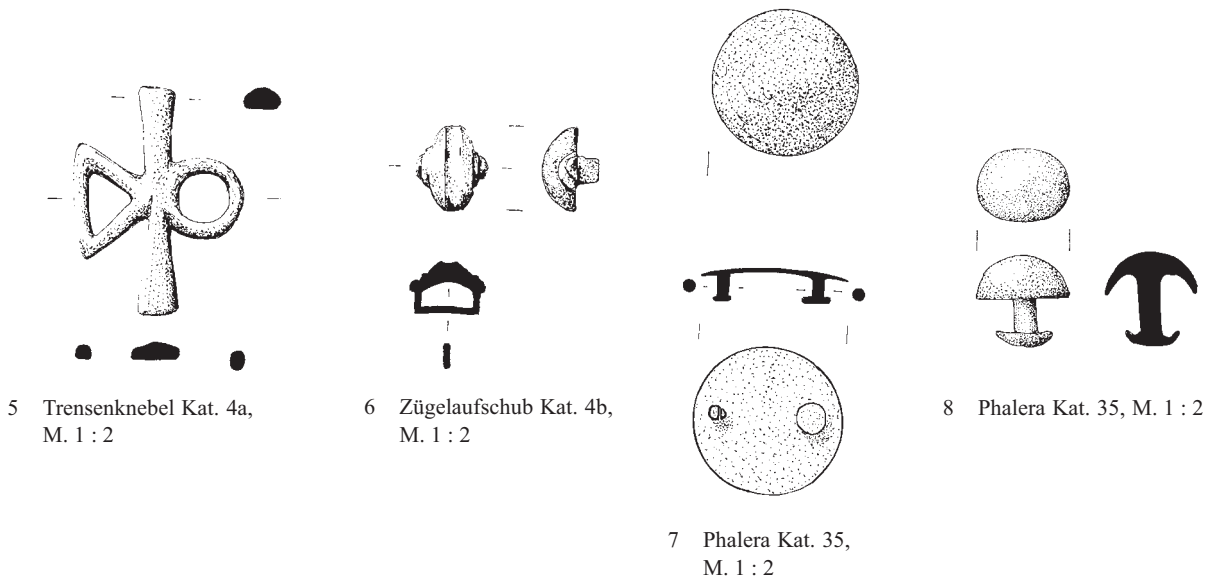 5 Trensenknebel Kat. 4a,
M. 1 : 2
6 Zügelaufschub Kat. 4b,
M. 1 : 2
7 Phalera Kat. 35,
M. 1 : 2
8 Phalera Kat. 35, M. 1 : 2